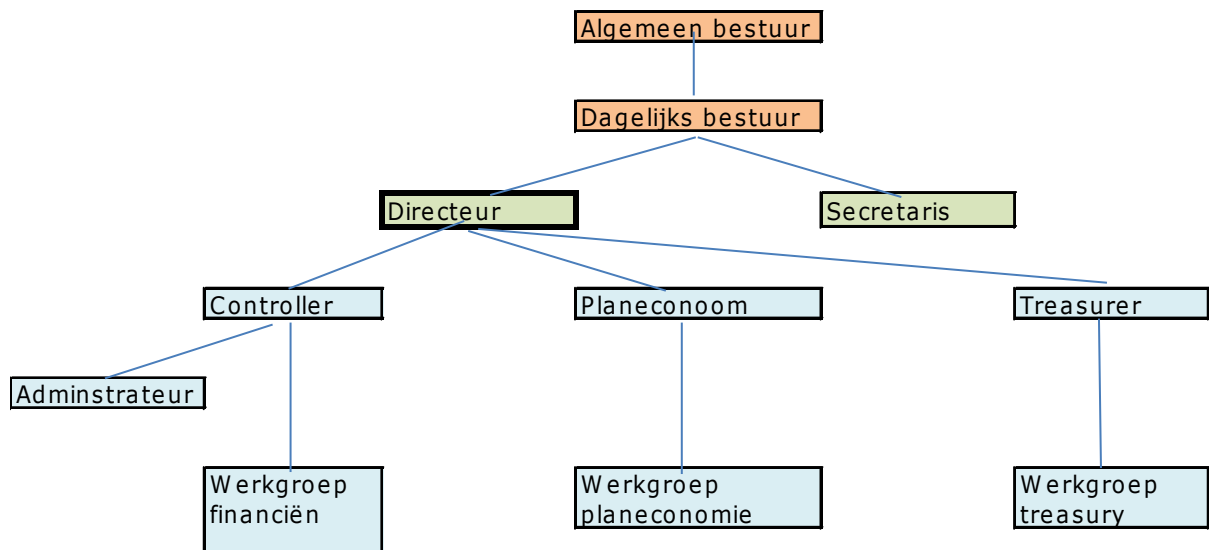 Algemeen bestuur
Dagelijks bestuur
Directeur
Secretaris
Controller
Planeconoom
Treasurer
Adminstrateur
Werkgroep
financiën
Werkgroep
planeconomie
Werkgroep
treasury